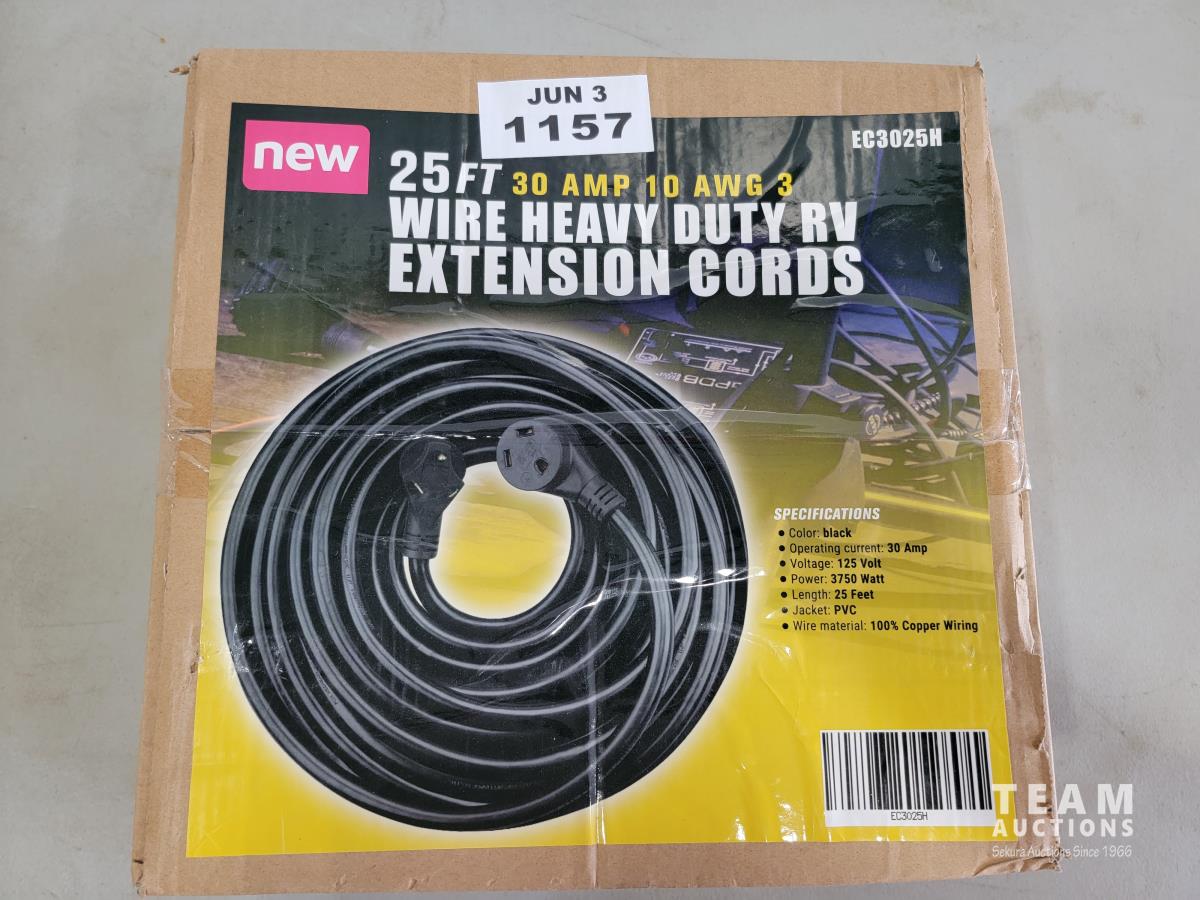 JUN 3
1157
new
EC3025H
25FT 30 AMP 10 AWG 3
WIRE HEAVY DUTY RV
EXTENSION CORDS
PDB
SPECIFICATIONS
• Color: black
• Operating current: 30 Amp
• Voltage: 125 Volt
• Power: 3750 Watt
• Length: 25 Feet
• Jacket: PVC
• Wire material: 100% Copper Wiring
EC3025H
TEAM
AUCTIONS
Sekura Auctions Since 1966